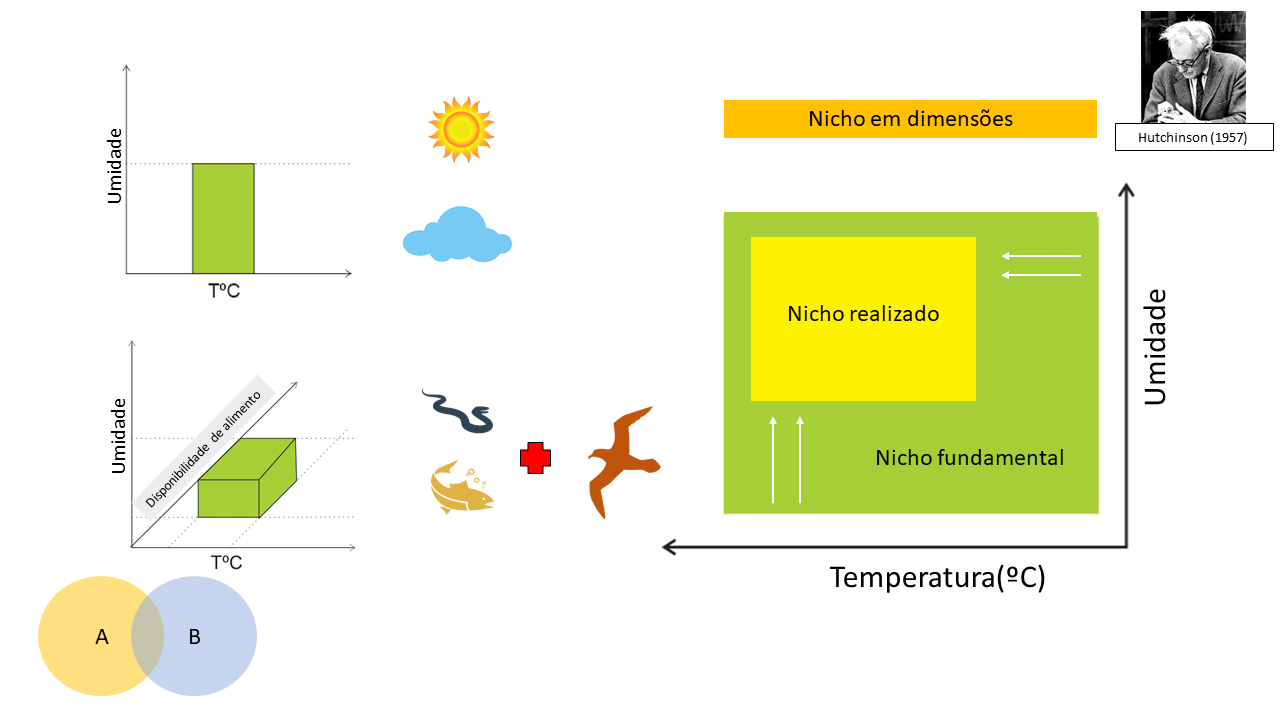 Umidade
TºC
Umidade
Disponibilidade de alimento
TºC
A
B
Nicho em dimensões
Hutchinson (1957)
Nicho realizado
Nicho fundamental
Umidade
Temperatura(ºC)